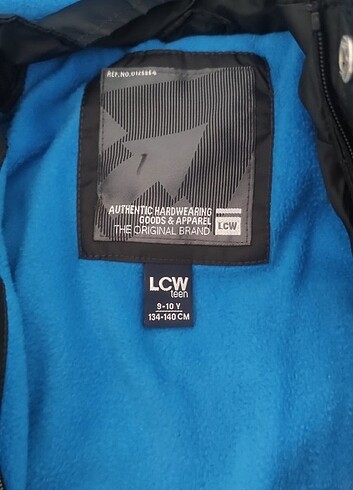 AUTHENTIC HARDWEARING
GOODS & APPAREL
THE ORIGINAL BRAND
LCW
LCW
teen
9-10 Y
134-140 CM